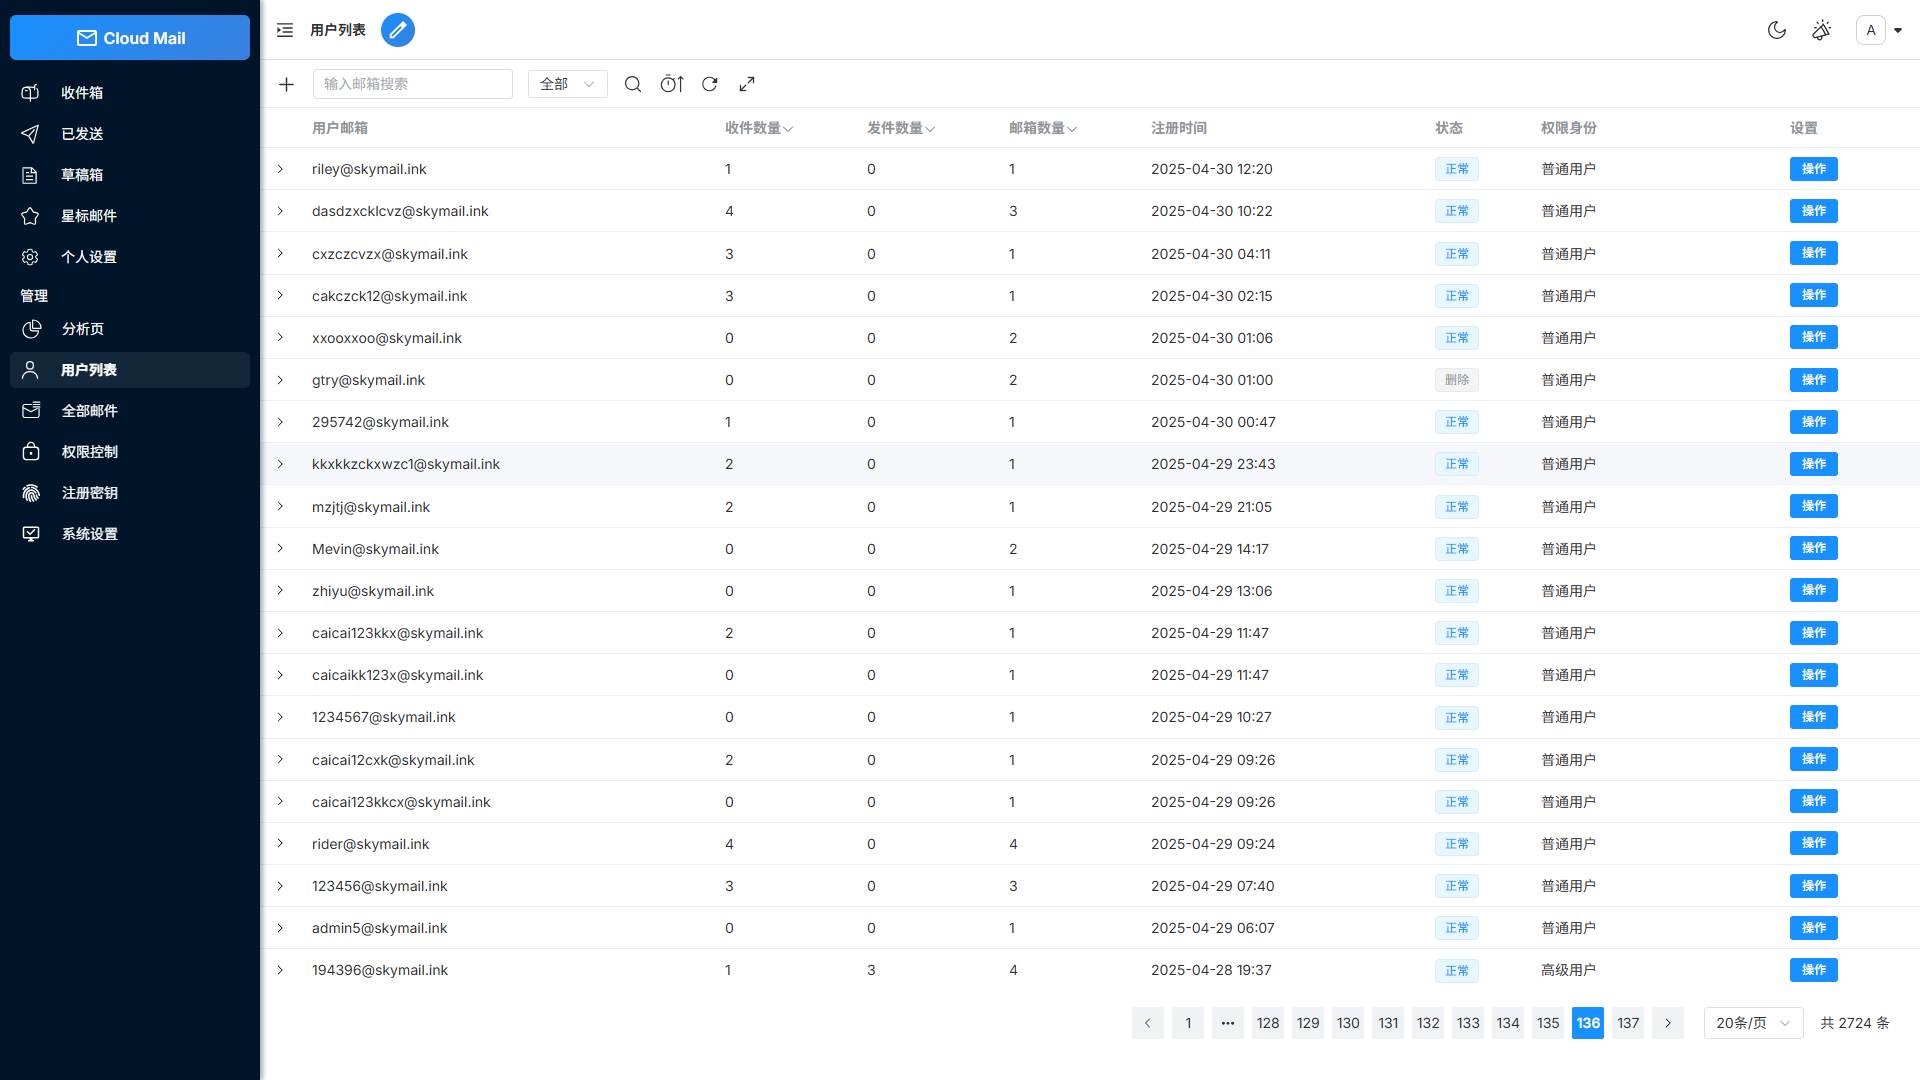 Cloud Mail
收件箱
已发送
草稿箱
星标邮件
个人设置
管理
分析页
用户列表
全部邮件
权限控制
注册密钥
系统设置
用户列表
A
输入邮箱搜索 全部
用户邮箱 收件数量 发件数量 邮箱数量 注册时间 状态 权限身份 设置
riley@skymail.ink 1 0 1 2025-04-30 12:20 正常 普通用户 操作
dasdzxcklcvz@skymail.ink 4 0 3 2025-04-30 10:22 正常 普通用户 操作
cxzczcvzx@skymail.ink 3 0 1 2025-04-30 04:11 正常 普通用户 操作
cakczck12@skymail.ink 3 0 1 2025-04-30 02:15 正常 普通用户 操作
xxooxxoo@skymail.ink 0 0 2 2025-04-30 01:06 正常 普通用户 操作
gtry@skymail.ink 0 0 2 2025-04-30 01:00 删除 普通用户 操作
295742@skymail.ink 1 0 1 2025-04-30 00:47 正常 普通用户 操作
kkxkkzckxwzc1@skymail.ink 2 0 1 2025-04-29 23:43 正常 普通用户 操作
mzjtj@skymail.ink 2 0 1 2025-04-29 21:05 正常 普通用户 操作
Mevin@skymail.ink 0 0 2 2025-04-29 14:17 正常 普通用户 操作
zhiyu@skymail.ink 0 0 1 2025-04-29 13:06 正常 普通用户 操作
caicai123kkx@skymail.ink 2 0 1 2025-04-29 11:47 正常 普通用户 操作
caicaikk123x@skymail.ink 0 0 1 2025-04-29 11:47 正常 普通用户 操作
1234567@skymail.ink 0 0 1 2025-04-29 10:27 正常 普通用户 操作
caicai12cxk@skymail.ink 2 0 1 2025-04-29 09:26 正常 普通用户 操作
caicai123kkcx@skymail.ink 0 0 1 2025-04-29 09:26 正常 普通用户 操作
rider@skymail.ink 4 0 4 2025-04-29 09:24 正常 普通用户 操作
123456@skymail.ink 3 0 3 2025-04-29 07:40 正常 普通用户 操作
admin5@skymail.ink 0 0 1 2025-04-29 06:07 正常 普通用户 操作
194396@skymail.ink 1 3 4 2025-04-28 19:37 正常 高级用户 操作
1 ••• 128 129 130 131 132 133 134 135 136 137 20条/页 共 2724 条